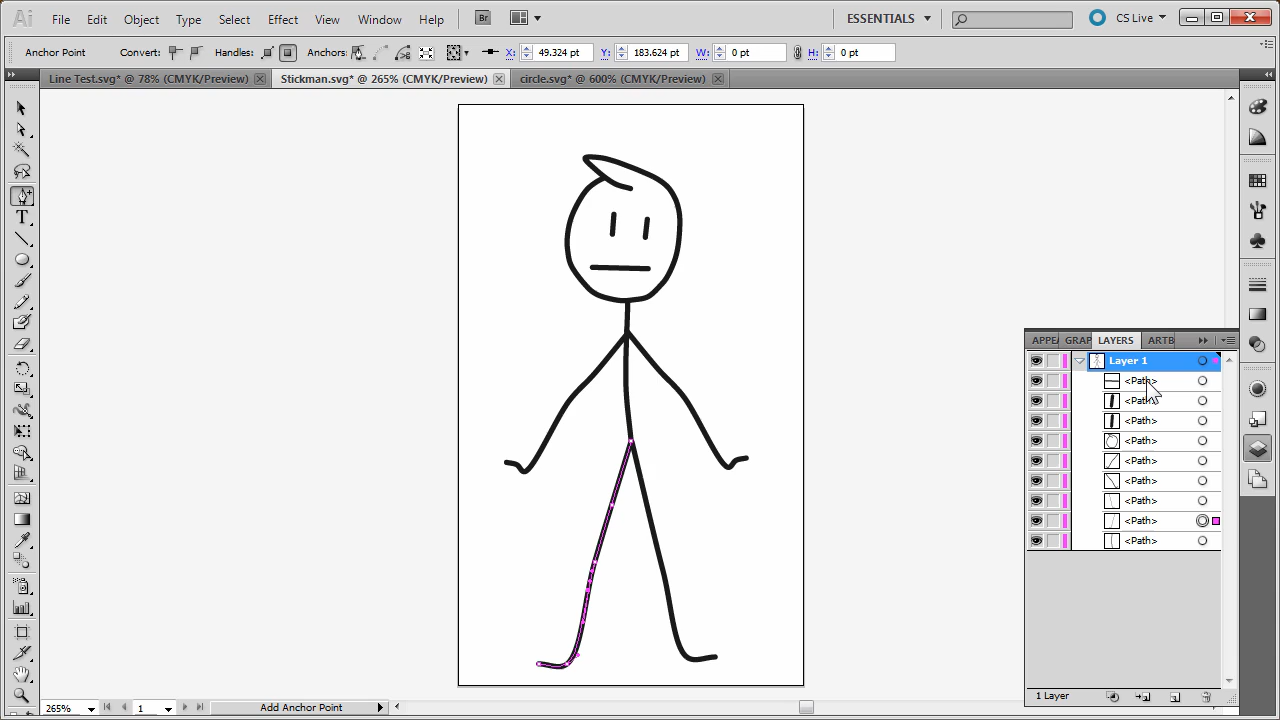 Ai File Edit Object Type Select Effect View Window Help Br ESSENTIALS CS Live
Anchor Point Convert: Handles: Anchors: X: 49.324 pt Y: 183.624 pt W: 0 pt H: 0 pt
Line Test.svg* @ 78% (CMYK/Preview) Stickman.svg* @ 265% (CMYK/Preview) circle.svg* @ 600% (CMYK/Preview)
APPEA GRAP LAYERS ARTB
Layer 1
<Path>
<Path>
<Path>
<Path>
<Path>
<Path>
<Path>
<Path>
<Path>
1 Layer
265% 1 Add Anchor Point